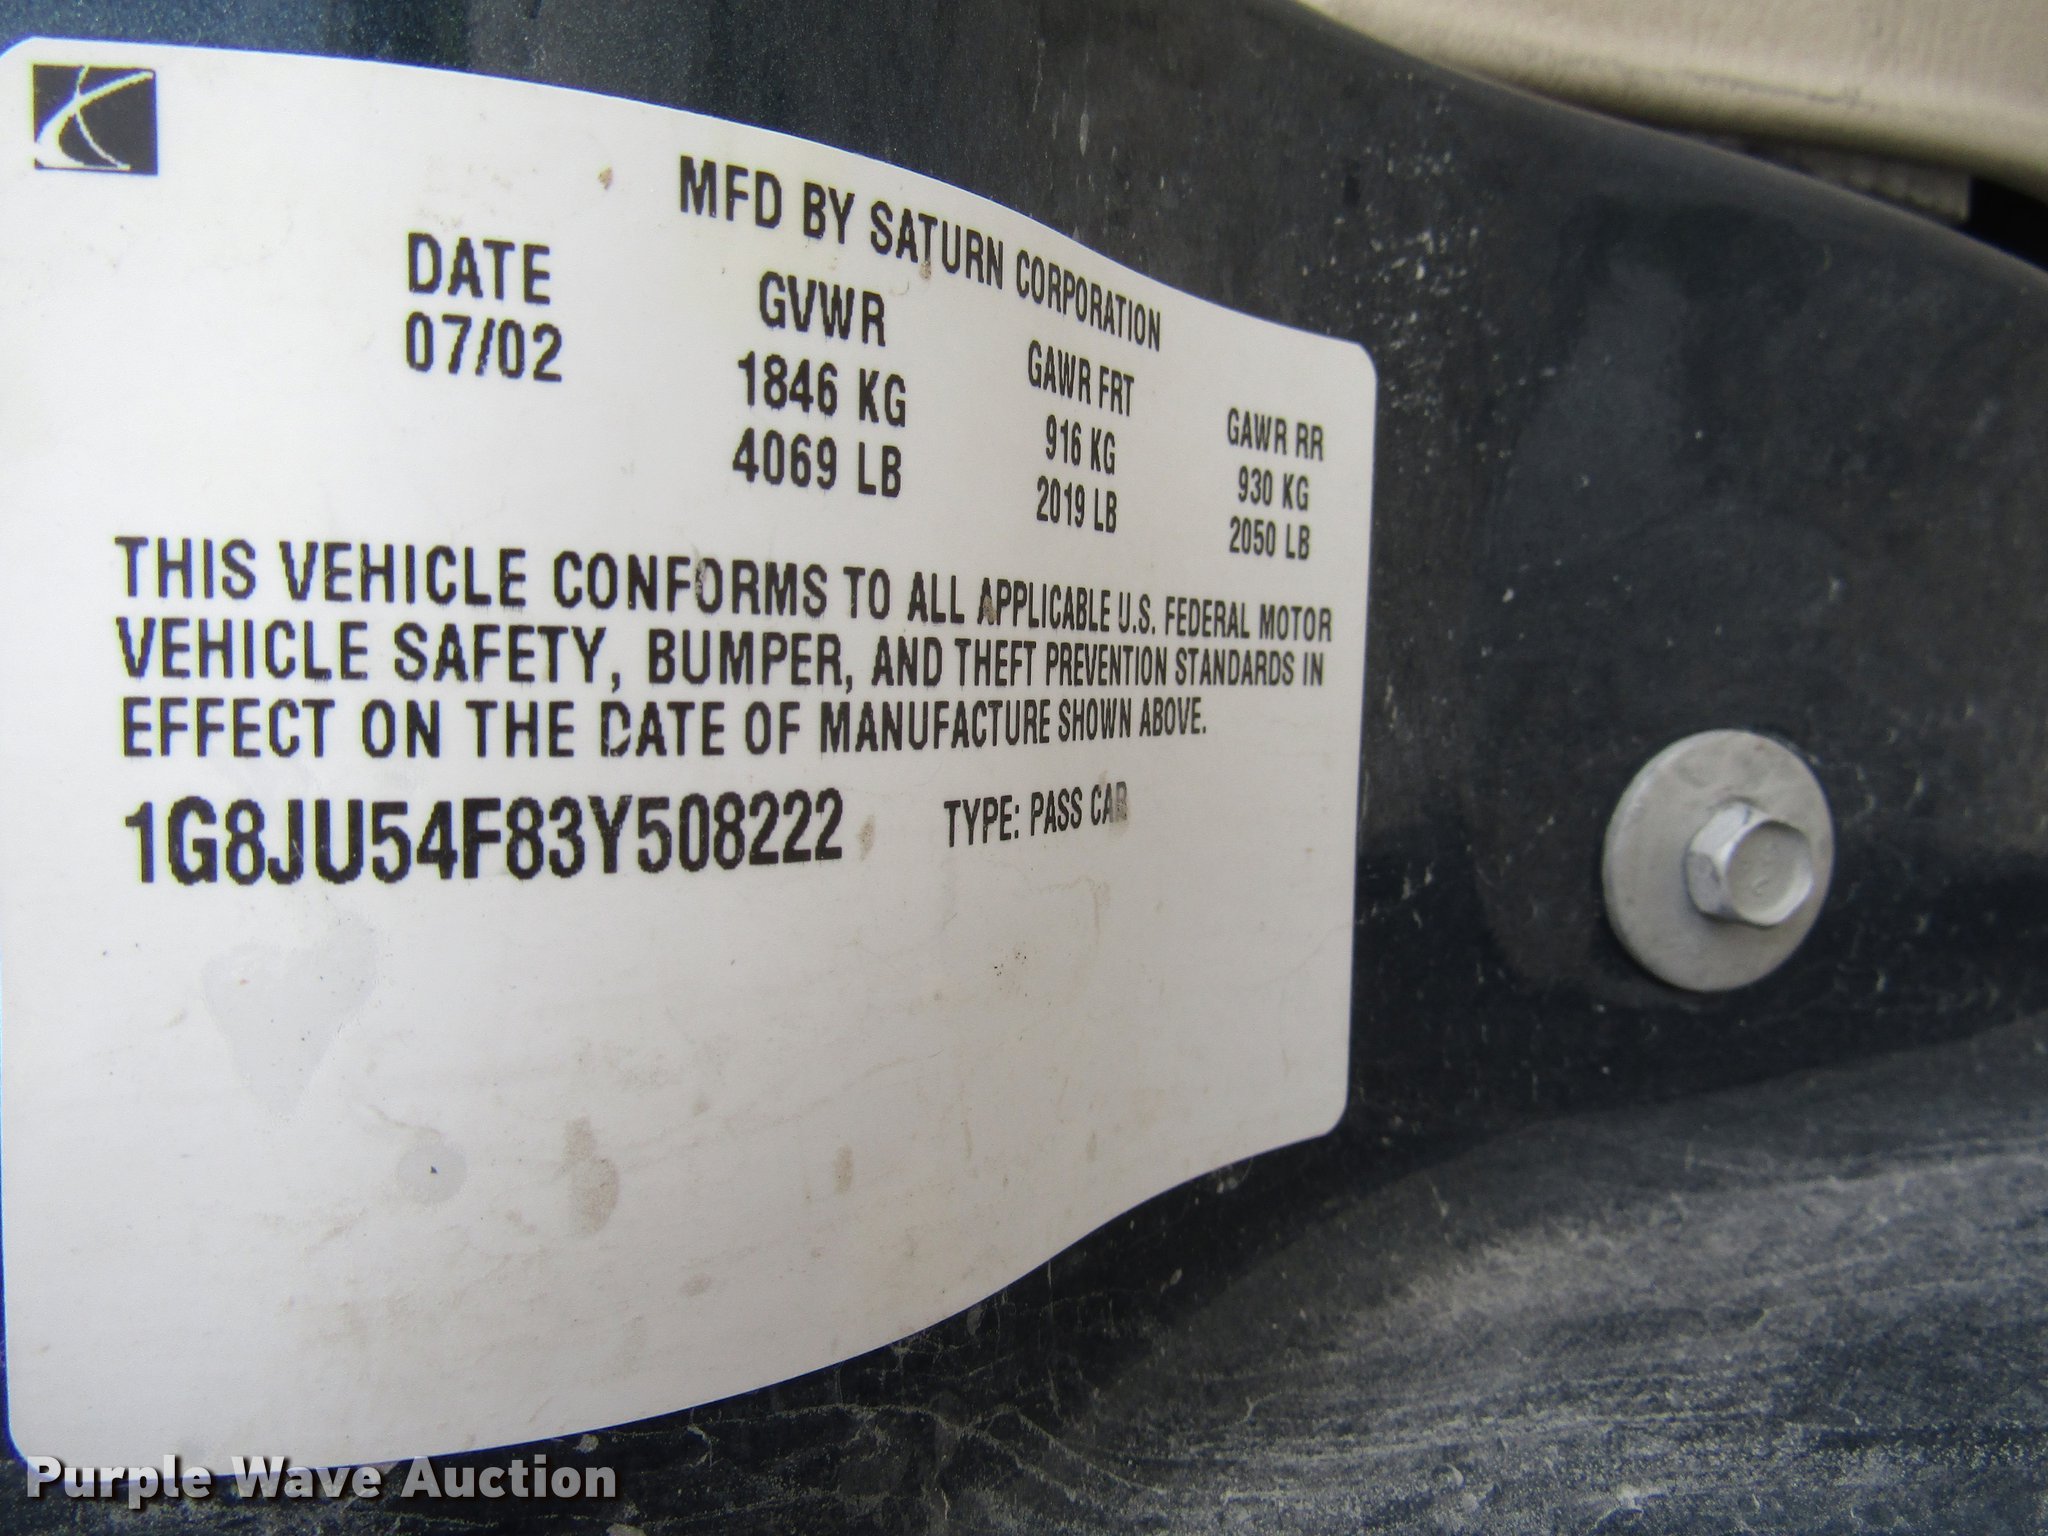 MFD BY SATURN CORPORATION
DATE GVWR GAWR FRT GAWR RR
07/02 1846 KG 916 KG 930 KG
4069 LB 2019 LB 2050 LB
THIS VEHICLE CONFORMS TO ALL APPLICABLE U.S. FEDERAL MOTOR
VEHICLE SAFETY, BUMPER, AND THEFT PREVENTION STANDARDS IN
EFFECT ON THE DATE OF MANUFACTURE SHOWN ABOVE.
1G8JU54F83Y508222 TYPE: PASS CAR
Purple Wave Auction